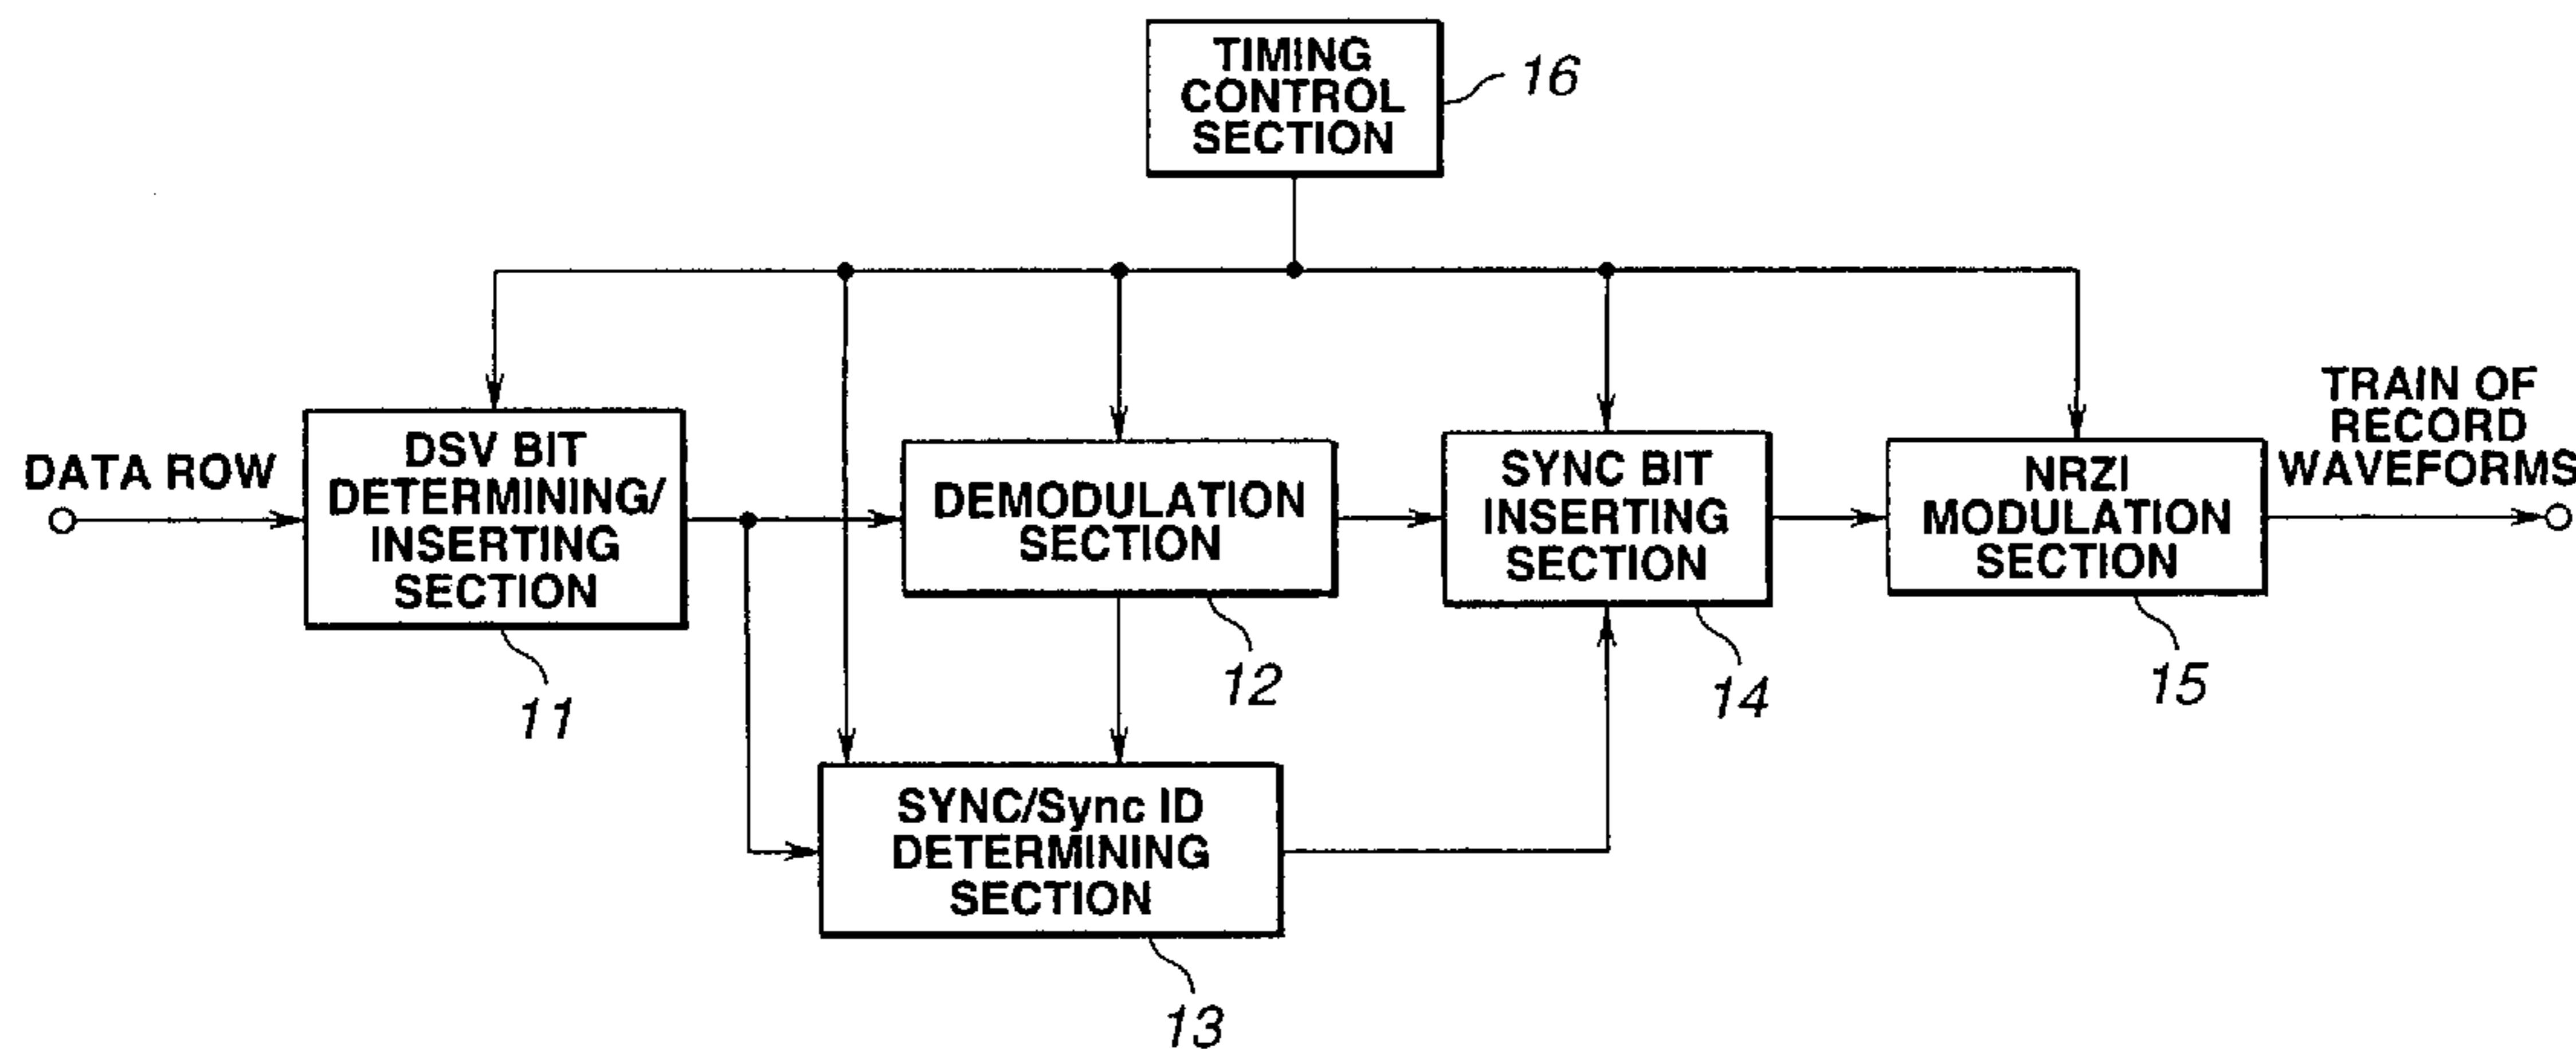 TIMING
CONTROL
SECTION
16
DATA ROW
DSV BIT
DETERMINING/
INSERTING
SECTION
11
DEMODULATION
SECTION
12
SYNC BIT
INSERTING
SECTION
14
NRZI
MODULATION
SECTION
15
TRAIN OF
RECORD
WAVEFORMS
SYNC/Sync ID
DETERMINING
SECTION
13